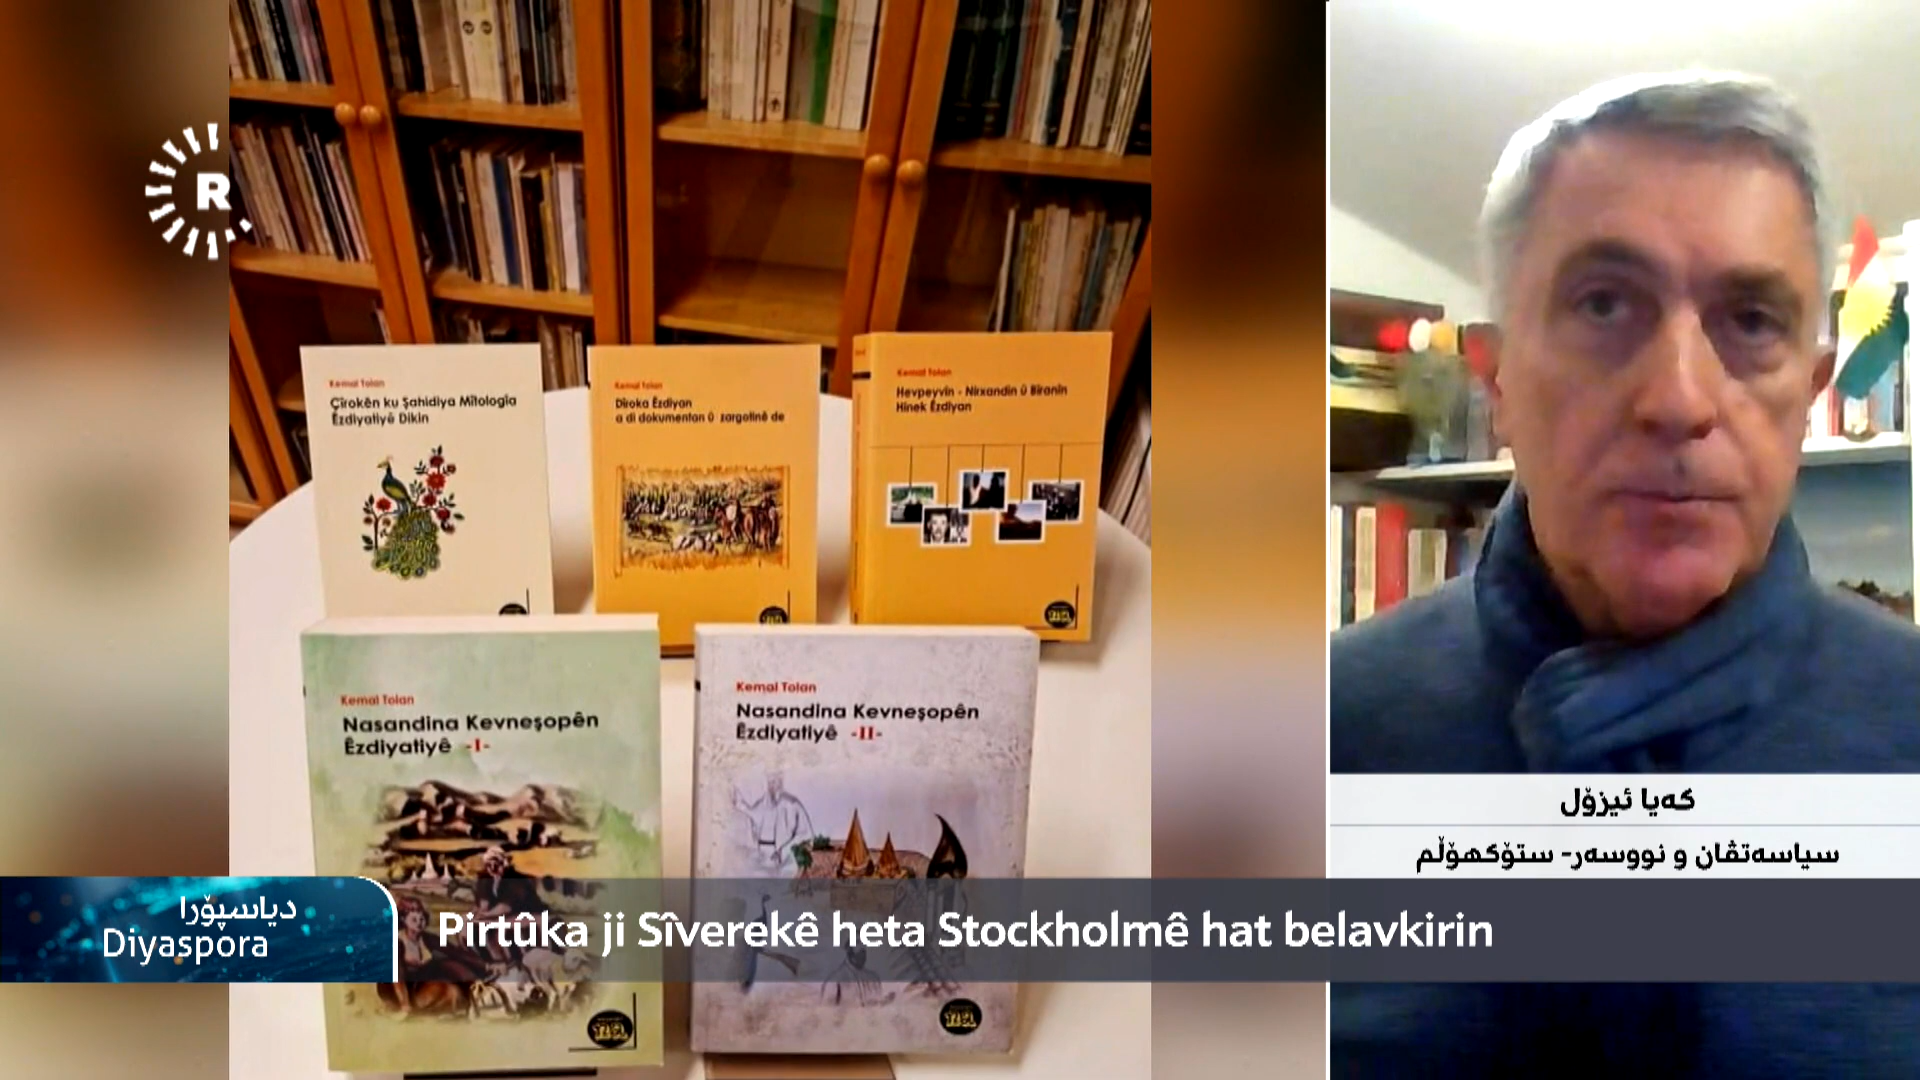 R
Kemal Tolan
Çîrokên ku Şahidiya Mîtologîa
Êzdiyatiyê Dikin
Kemal Tolan
Dîroka Êzdiyan
a di dokumentan û zargotinê de
Kemal Tolan
Hevpeyvîn - Nirxandin û Bîranîn
Hinek Êzdiyan
Kemal Tolan
Nasandina Kevneşopên
Êzdiyatiyê -I-
Kemal Tolan
Nasandina Kevneşopên
Êzdiyatiyê -II-
کەیا ئیزۆل
سیاسەتڤان و نووسەر- ستۆکهۆڵم
دیاسپۆرا
Diyaspora
Pirtûka ji Sîverekê heta Stockholmê hat belavkirin